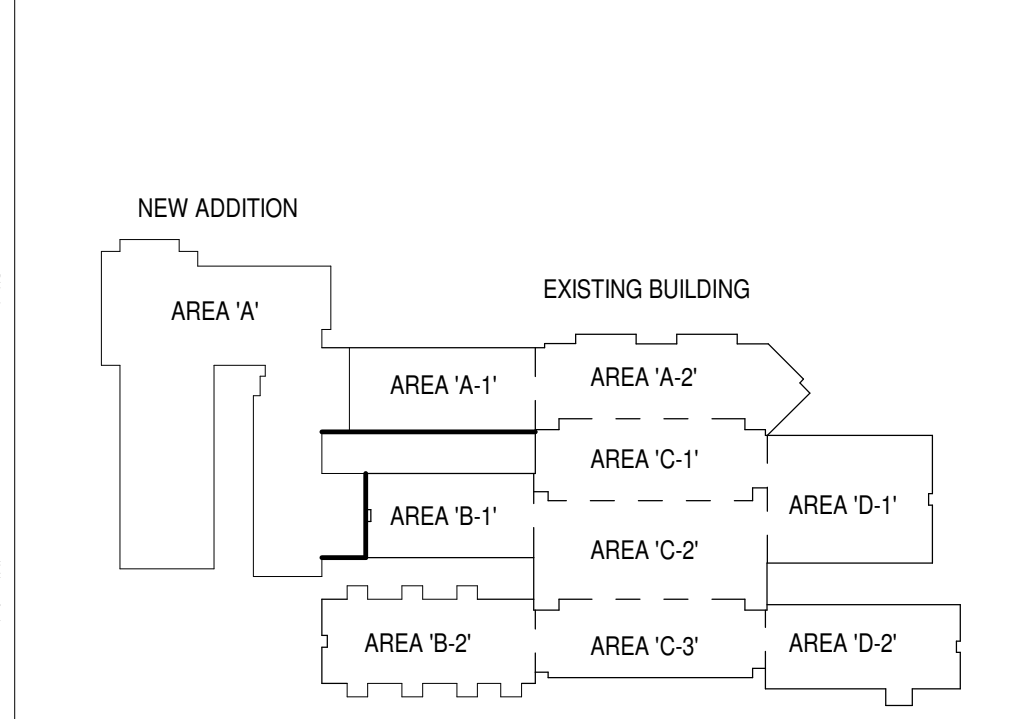 NEW ADDITION
EXISTING BUILDING
AREA 'A'
AREA 'A-1'
AREA 'A-2'
AREA 'C-1'
AREA 'B-1'
AREA 'D-1'
AREA 'C-2'
AREA 'B-2'
AREA 'C-3'
AREA 'D-2'